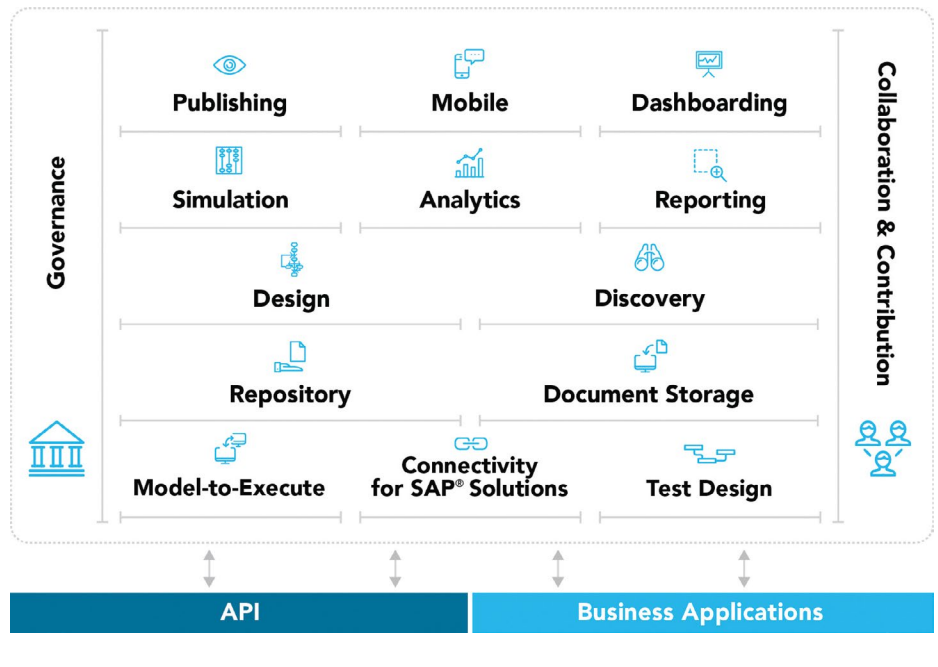 Governance
Publishing
Mobile
Dashboarding
Simulation
Analytics
Reporting
Design
Discovery
Repository
Document Storage
Model-to-Execute
Connectivity
for SAP® Solutions
Test Design
Collaboration & Contribution
API
Business Applications